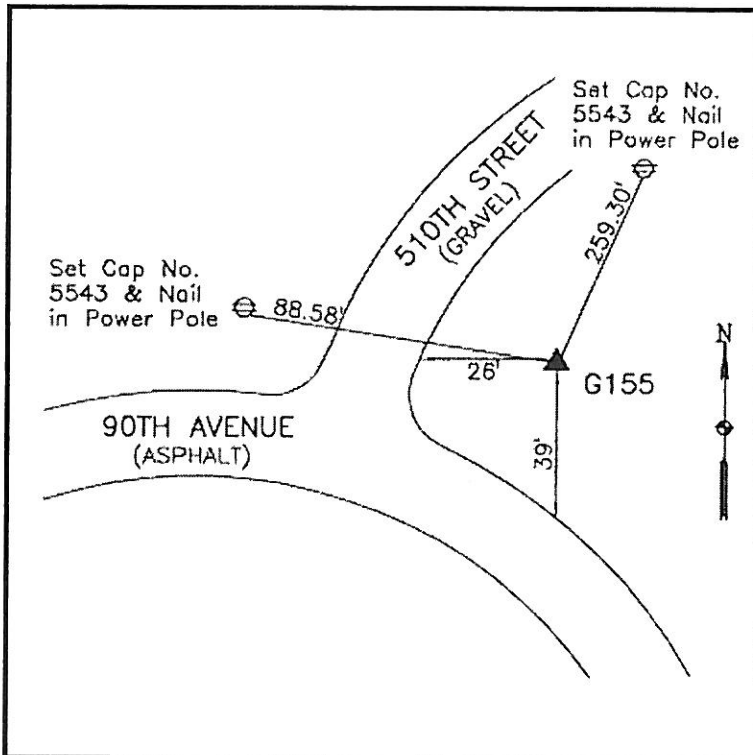 Set Cap No.
5543 & Nail
in Power Pole
510TH STREET
(GRAVEL)
259.30'
Set Cap No.
5543 & Nail
in Power Pole
88.58'
26'
G155
N
90TH AVENUE
(ASPHALT)
39'